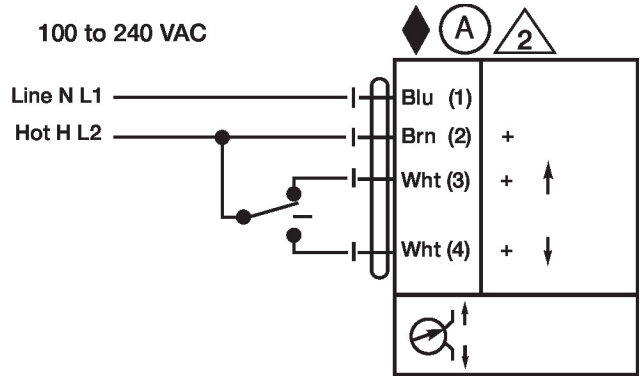 100 to 240 VAC
A
2
Line N L1
Blu (1)
Hot H L2
Brn (2) +
Wht (3) +
Wht (4) +